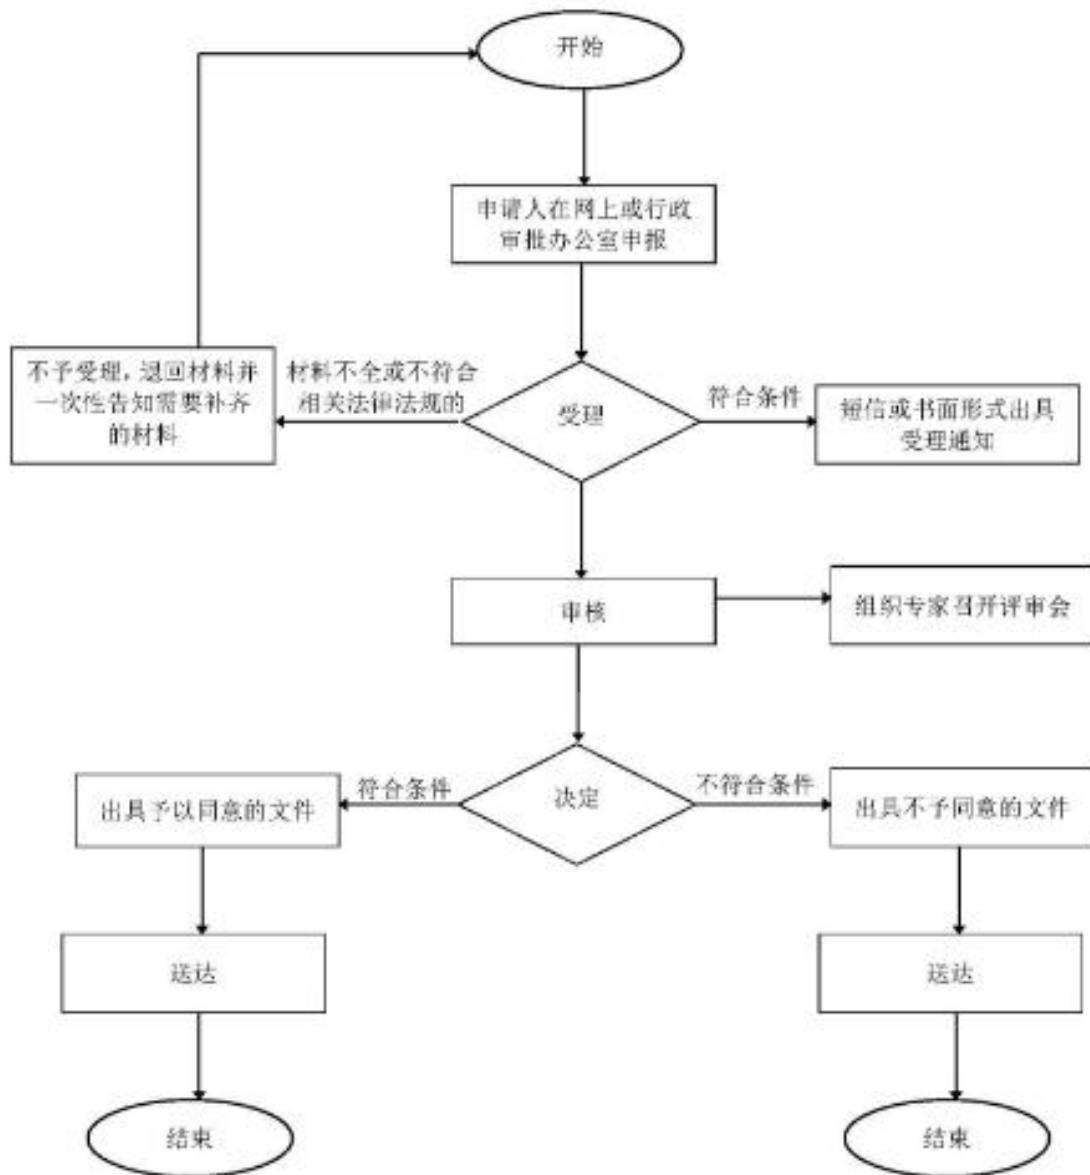 开始
申请人在网上或行政
审批办公室申报
不予受理,退回材料并
一次性告知需要补齐
的材料
材料不全或不符合
相关法律法规的
受理
符合条件
短信或书面形式出具
受理通知
审核
组织专家召开评审会
出具予以同意的文件
符合条件
决定
不符合条件
出具不予同意的文件
送达
送达
结束
结束